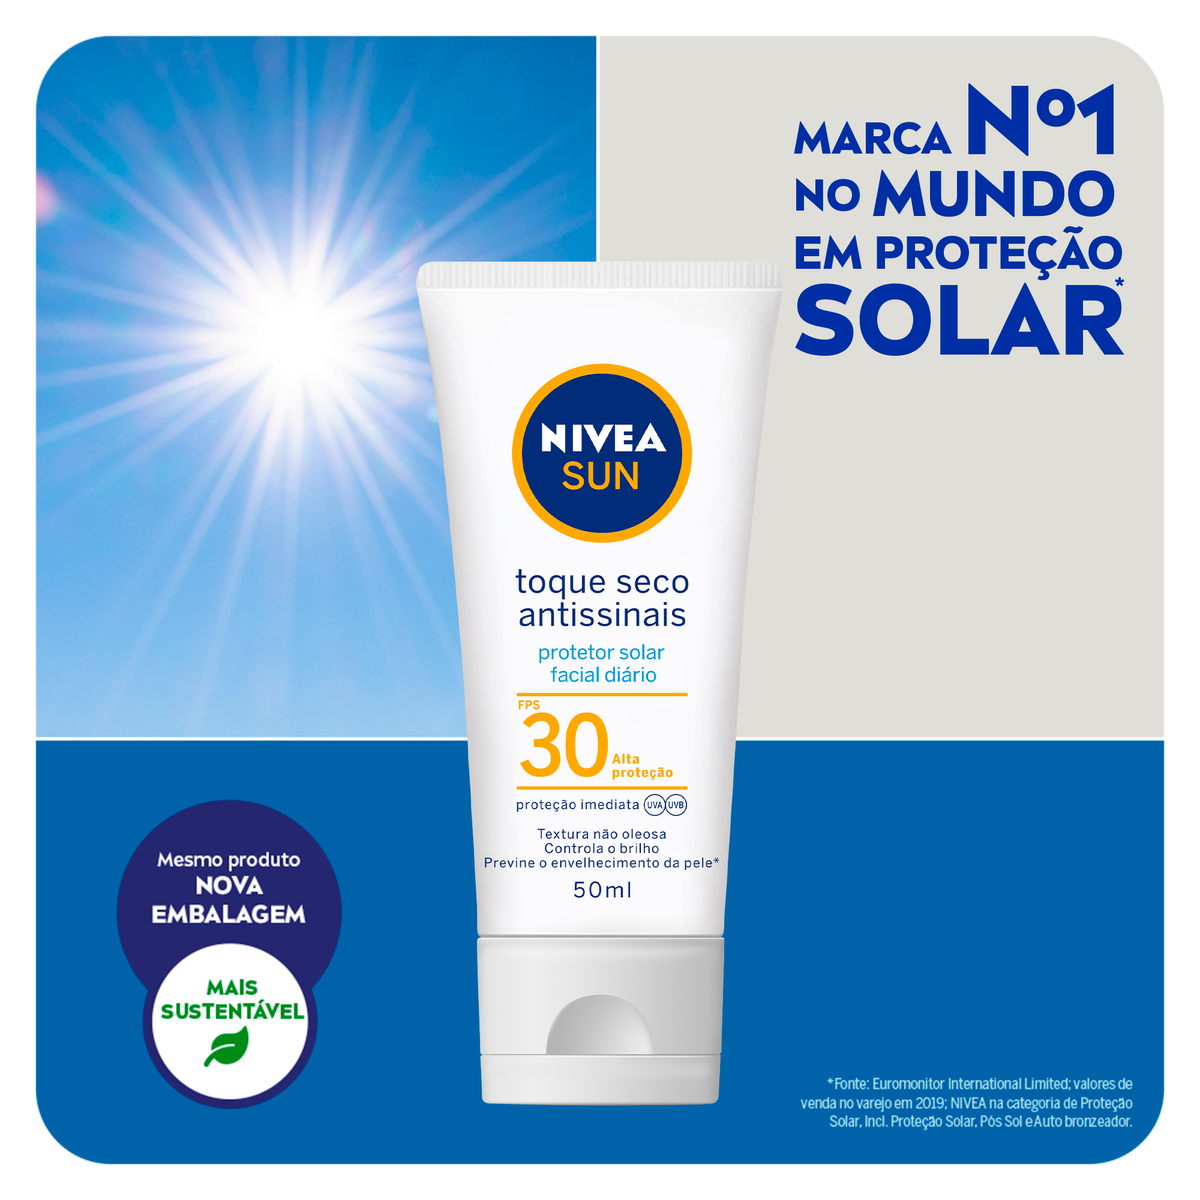 MARCA Nº1
NO MUNDO
EM PROTEÇÃO
SOLAR*
NIVEA
SUN
toque seco
antissinais
protetor solar
facial diário
FPS
30 Alta
proteção
proteção imediata UVA UVB
Textura não oleosa
Controla o brilho
Previne o envelhecimento da pele*
50ml
Mesmo produto
NOVA
EMBALAGEM
MAIS
SUSTENTÁVEL
*Fonte: Euromonitor International Limited; valores de
venda no varejo em 2019; NIVEA na categoria de Proteção
Solar, Incl. Proteção Solar, Pós Sol e Auto bronzeador.